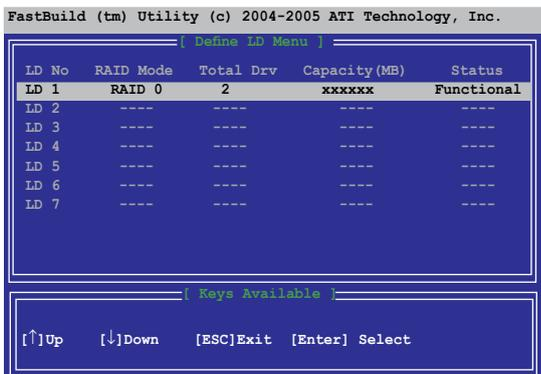 FastBuild (tm) Utility (c) 2004-2005 ATI Technology, Inc.
[ Define LD Menu ]
LD No RAID Mode Total Drv Capacity(MB) Status
LD 1 RAID 0 2 xxxxxx Functional
LD 2 ---- ---- ---- ----
LD 3 ---- ---- ---- ----
LD 4 ---- ---- ---- ----
LD 5 ---- ---- ---- ----
LD 6 ---- ---- ---- ----
LD 7 ---- ---- ---- ----
[ Keys Available ]
[↑]Up [↓]Down [ESC]Exit [Enter] Select